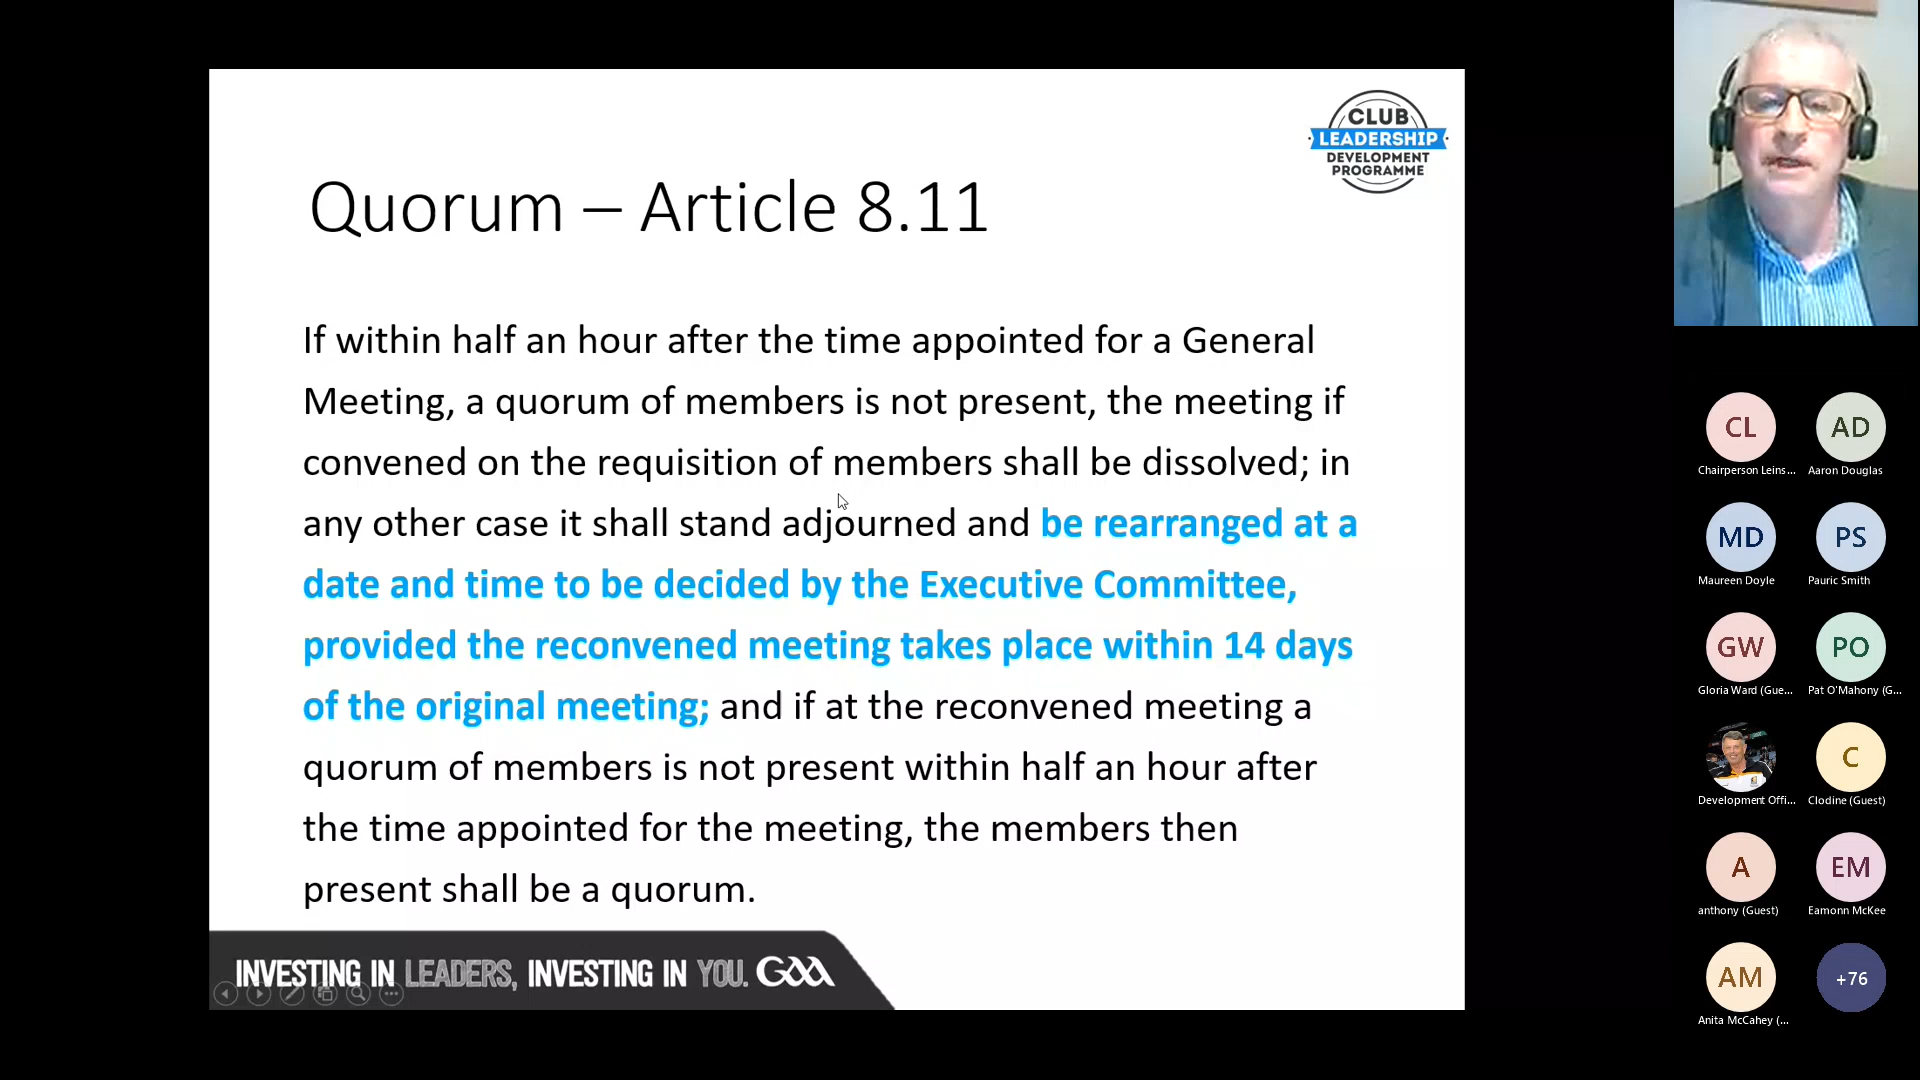 CLUB
LEADERSHIP
DEVELOPMENT
PROGRAMME
Quorum – Article 8.11
If within half an hour after the time appointed for a General
Meeting, a quorum of members is not present, the meeting if
convened on the requisition of members shall be dissolved; in
any other case it shall stand adjourned and be rearranged at a
date and time to be decided by the Executive Committee,
provided the reconvened meeting takes place within 14 days
of the original meeting; and if at the reconvened meeting a
quorum of members is not present within half an hour after
the time appointed for the meeting, the members then
present shall be a quorum.
INVESTING IN LEADERS, INVESTING IN YOU. GAA
CL AD
Chairperson Leins... Aaron Douglas
MD PS
Maureen Doyle Pauric Smith
GW PO
Gloria Ward (Gue... Pat O'Mahony (G...
C
Development Offi... Clodine (Guest)
A EM
anthony (Guest) Eamonn McKee
AM +76
Anita McCahey (...